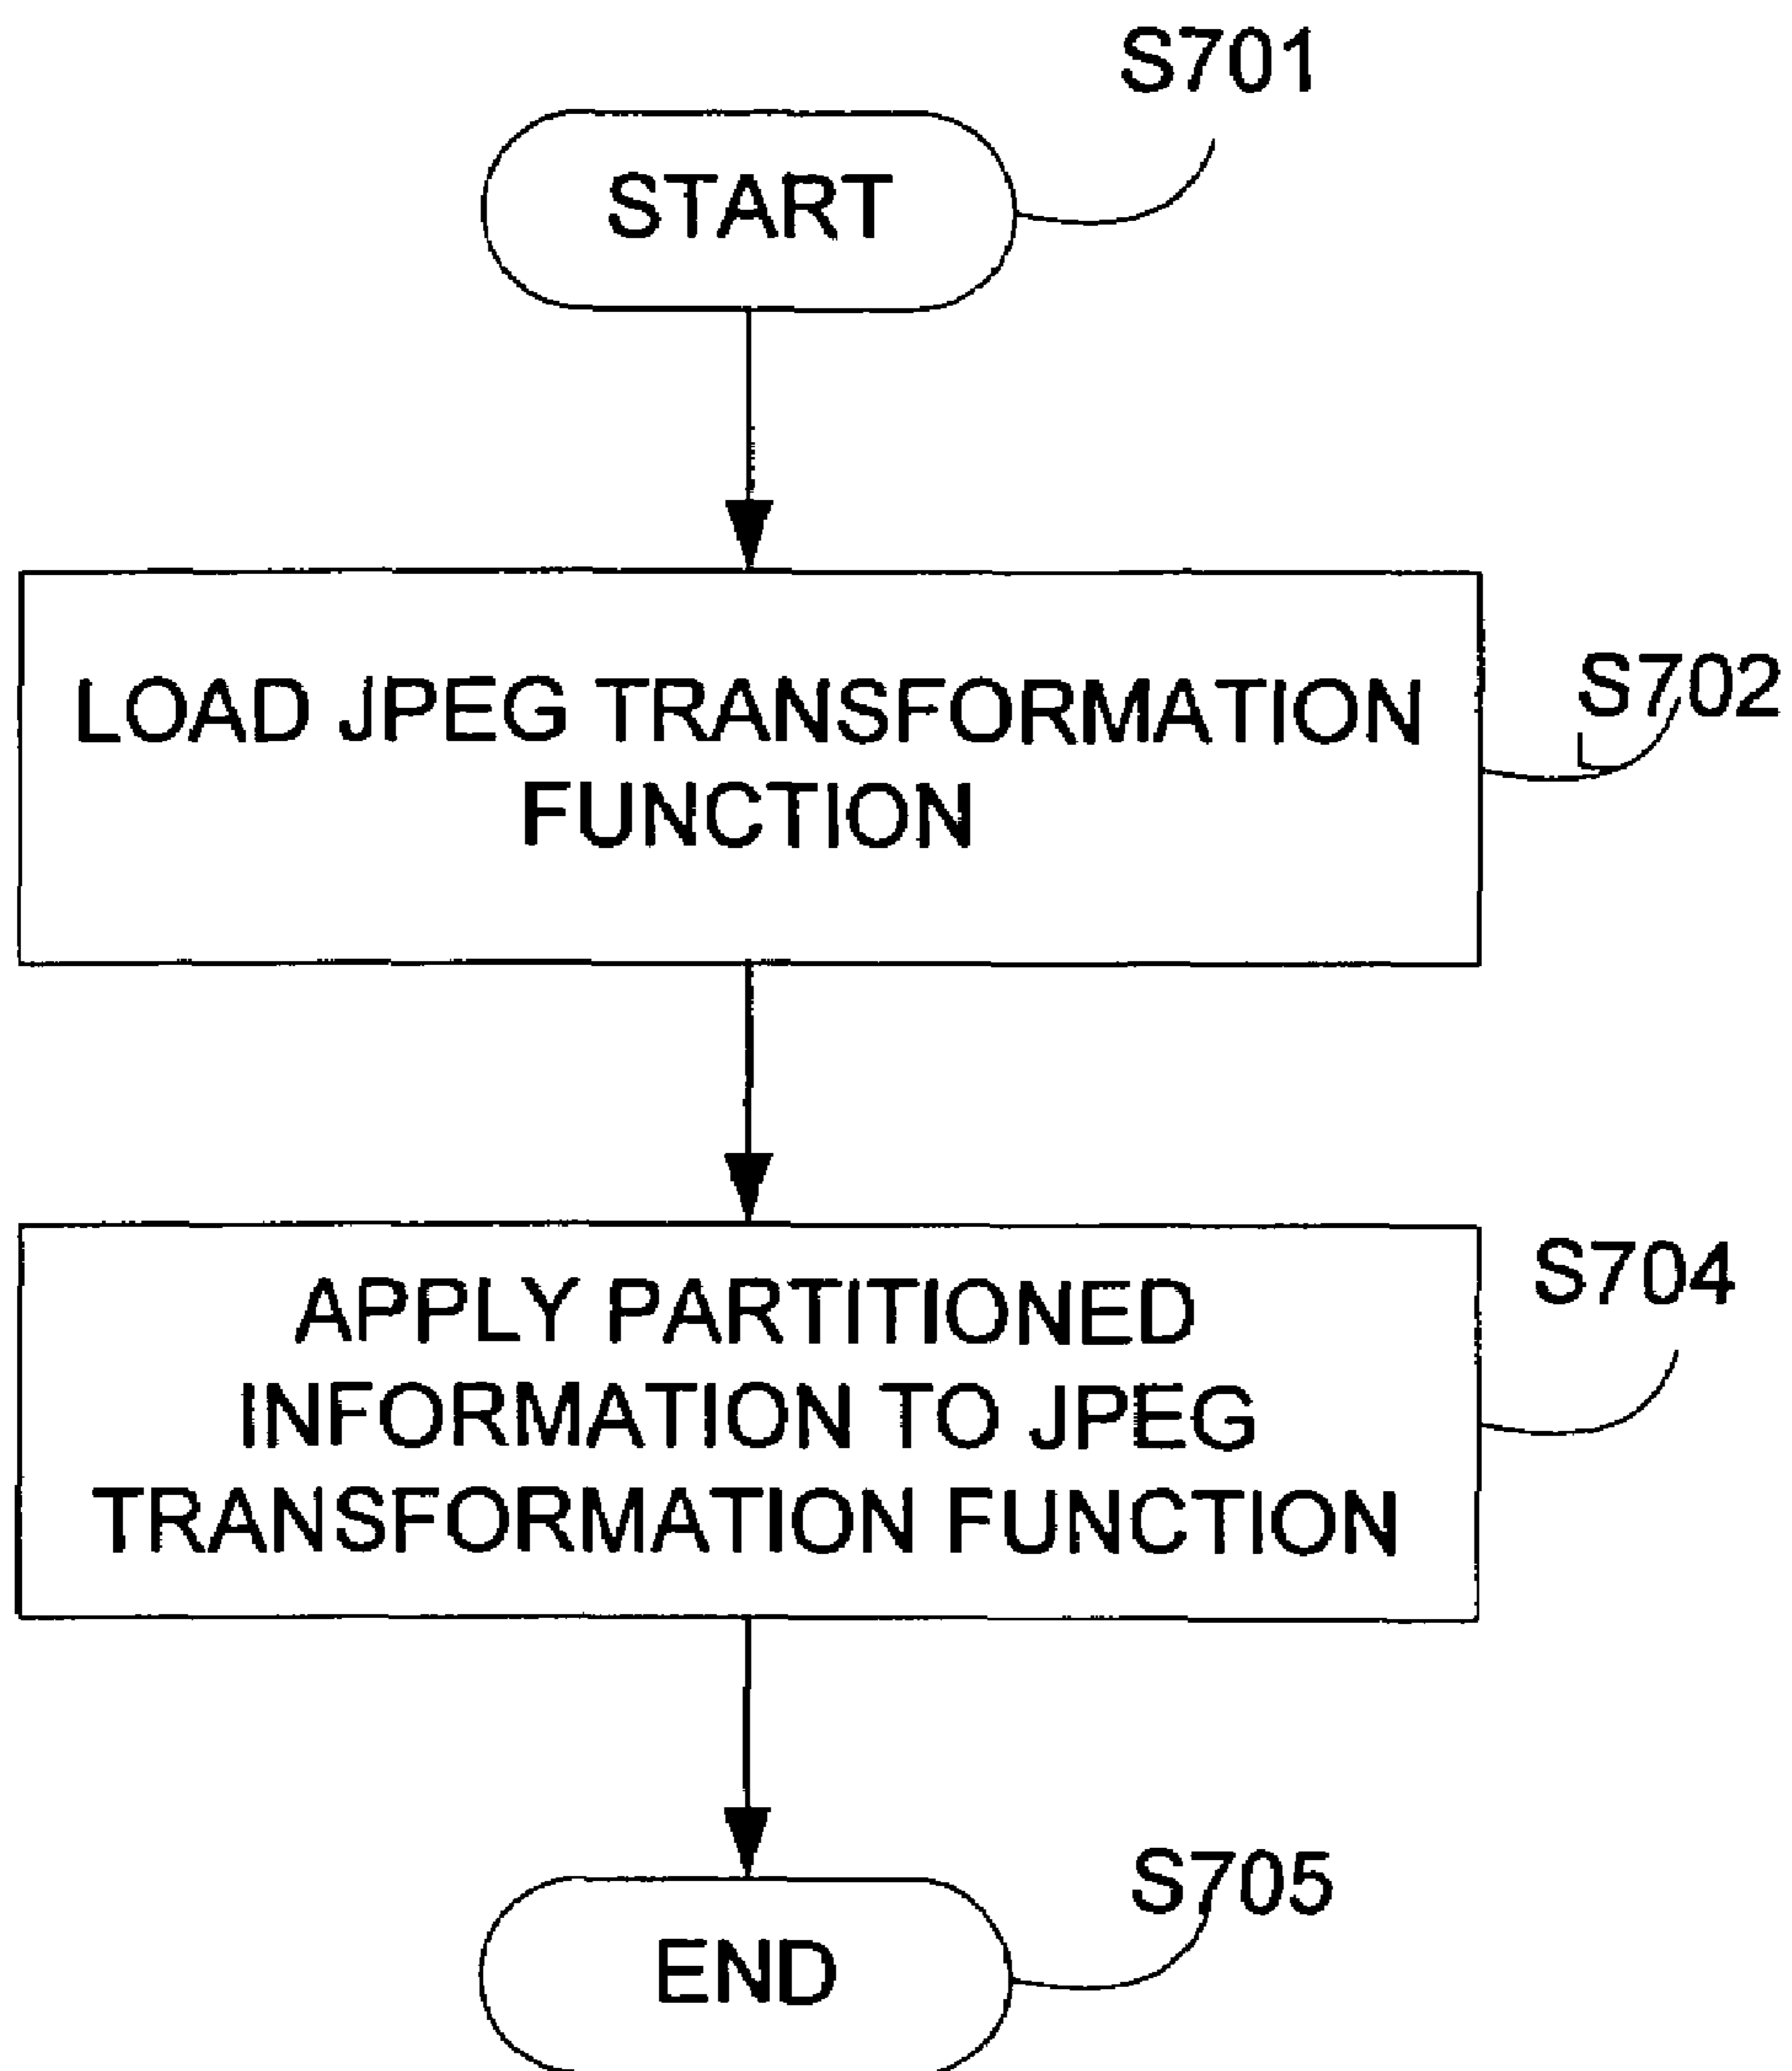 S701
START
LOAD JPEG TRANSFORMATION
FUNCTION
S702
APPLY PARTITIONED
INFORMATION TO JPEG
TRANSFORMATION FUNCTION
S704
END
S705